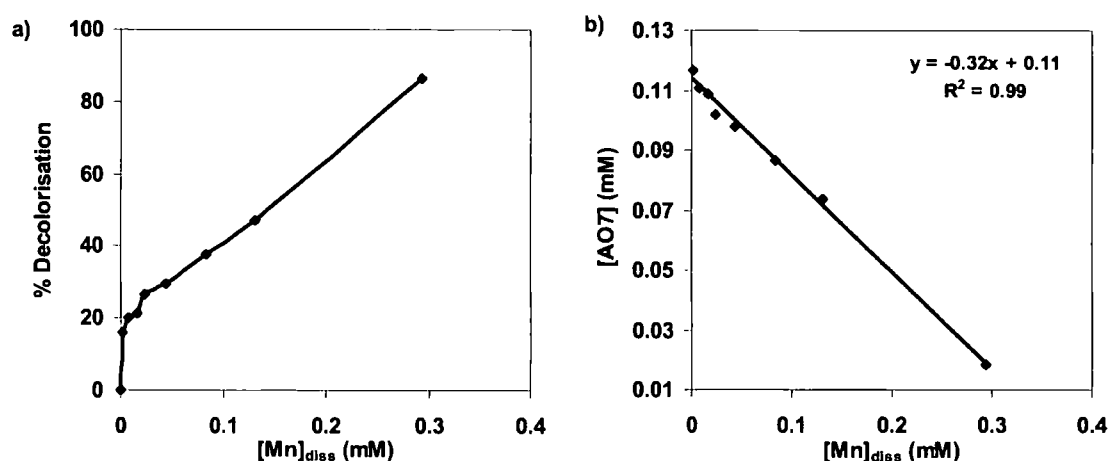 a)
100
80
60
40
20
0
% Decolorisation
0 0.1 0.2 0.3 0.4
[Mn]diss (mM)
b)
0.13
0.11
0.09
0.07
0.05
0.03
0.01
[AO7] (mM)
y = -0.32x + 0.11
R² = 0.99
0 0.1 0.2 0.3 0.4
[Mn]diss (mM)